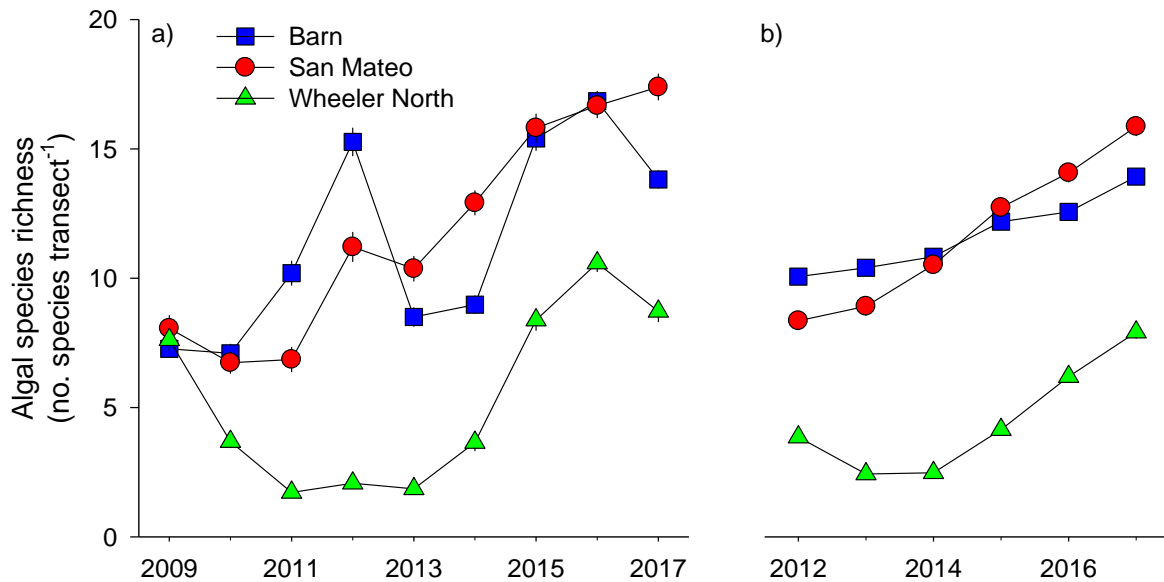 20
15
10
5
0
Algal species richness
(no. species transect⁻¹)
a)
Barn
San Mateo
Wheeler North
b)
2009 2011 2013 2015 2017
2012 2014 2016